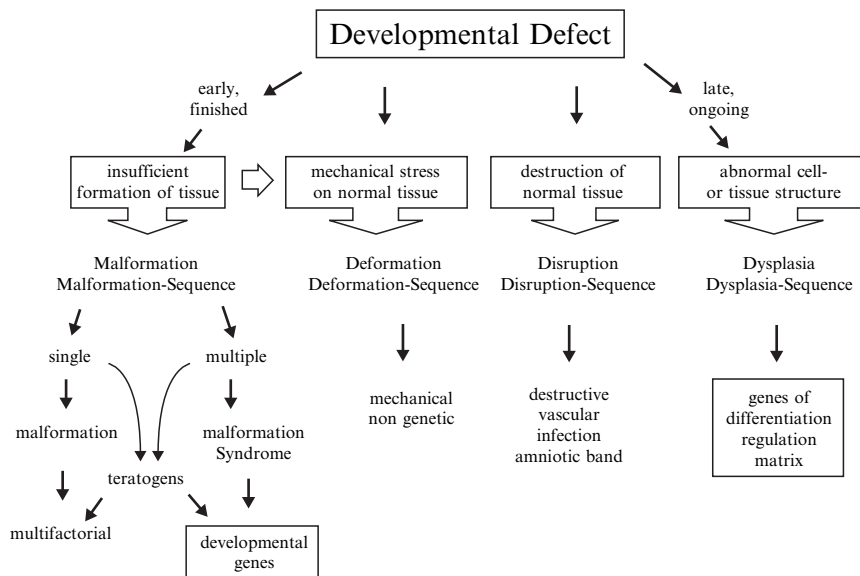 Developmental Defect
early,
finished
late,
ongoing
insufficient
formation of tissue
mechanical stress
on normal tissue
destruction of
normal tissue
abnormal cell-
or tissue structure
Malformation
Malformation-Sequence
Deformation
Deformation-Sequence
Disruption
Disruption-Sequence
Dysplasia
Dysplasia-Sequence
single
multiple
mechanical
non genetic
destructive
vascular
infection
amniotic band
genes of
differentiation
regulation
matrix
malformation
malformation
Syndrome
teratogens
multifactorial
developmental
genes